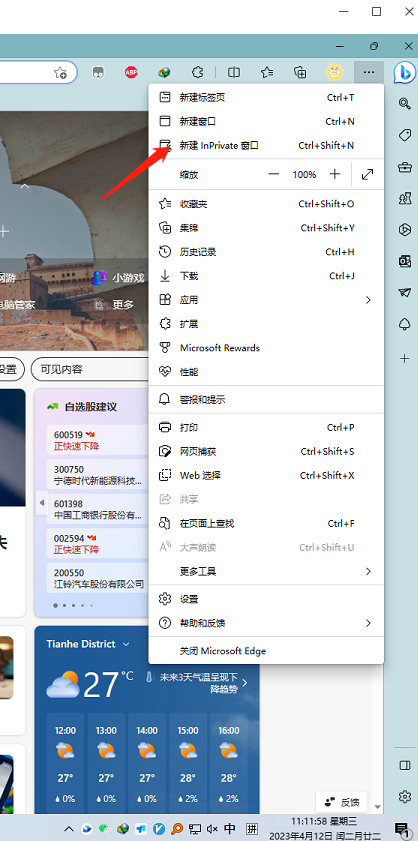 ABP
新建标签页 Ctrl+T
新建窗口 Ctrl+N
新建 InPrivate 窗口 Ctrl+Shift+N
缩放 — 100% +
收藏夹 Ctrl+Shift+O
集锦 Ctrl+Shift+Y
历史记录 Ctrl+H
下载 Ctrl+J
应用
扩展
Microsoft Rewards
性能
警报和提示
打印 Ctrl+P
网页捕获 Ctrl+Shift+S
Web 选择 Ctrl+Shift+X
共享
在页面上查找 Ctrl+F
大声朗读 Ctrl+Shift+U
更多工具
设置
帮助和反馈
关闭 Microsoft Edge
网游 小游戏
电脑管家 更多
设置 可见内容
自选股建议
600519
正快速下降
300750
宁德时代新能源科技...
601398
中国工商银行股份有...
002594
正快速下降
200550
江铃汽车股份有限公司
Tianhe District
27°C
未来3天气温呈现下
降趋势
12:00 13:00 14:00 15:00 16:00
27° 27° 27° 28° 28°
0% 0% 0% 2% 2%
反馈
中 拼
11:11:58 星期三
2023年4月12日 闰二月廿二
1